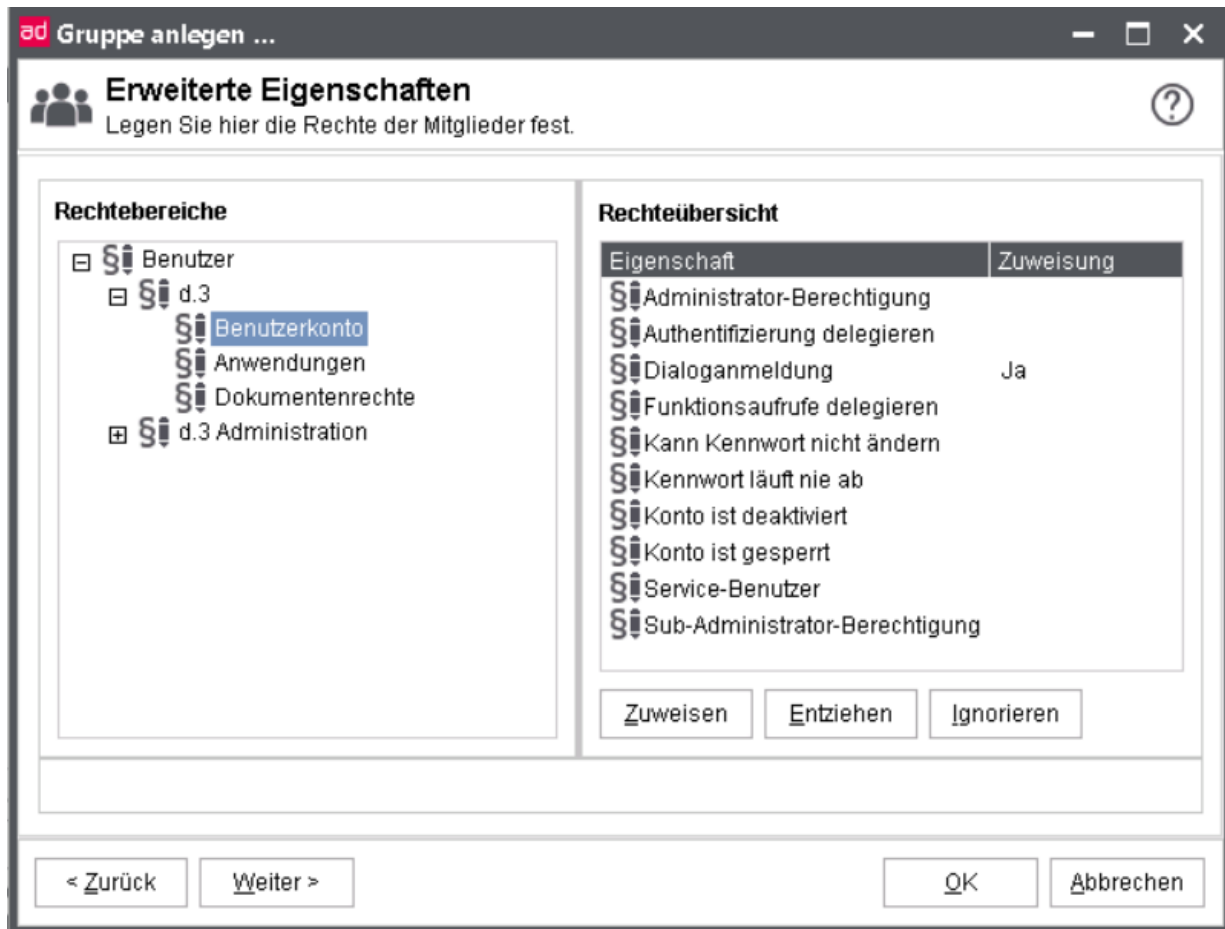 ad Gruppe anlegen ...
Erweiterte Eigenschaften
Legen Sie hier die Rechte der Mitglieder fest.
Rechtebereiche
§ Benutzer
§ d.3
§ Benutzerkonto
§ Anwendungen
§ Dokumentenrechte
§ d.3 Administration
Rechteübersicht
Eigenschaft Zuweisung
§ Administrator-Berechtigung
§ Authentifizierung delegieren
§ Dialoganmeldung Ja
§ Funktionsaufrufe delegieren
§ Kann Kennwort nicht ändern
§ Kennwort läuft nie ab
§ Konto ist deaktiviert
§ Konto ist gesperrt
§ Service-Benutzer
§ Sub-Administrator-Berechtigung
Zuweisen Entziehen Ignorieren
< Zurück Weiter > OK Abbrechen